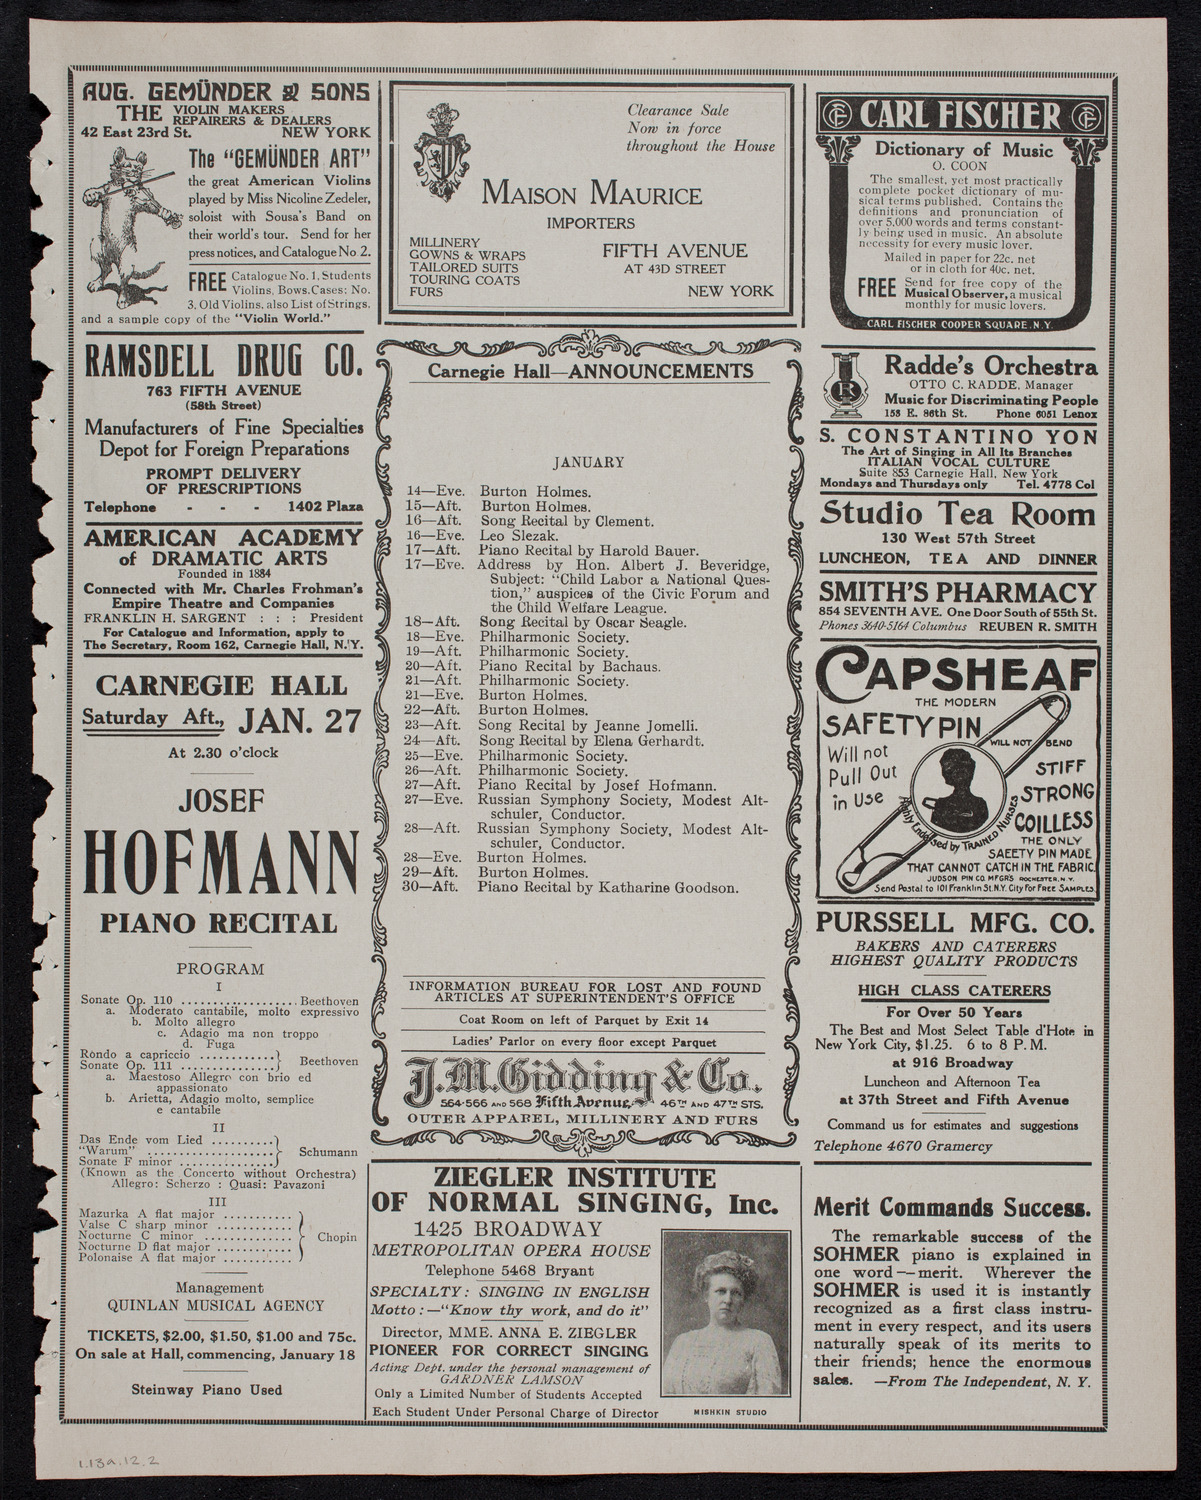 AUG. GEMÜNDER & SONS
THE VIOLIN MAKERS
REPAIRERS & DEALERS
42 East 23rd St. NEW YORK
The "GEMÜNDER ART"
the great American Violins
played by Miss Nicoline Zedeler,
soloist with Sousa's Band on
their world's tour. Send for her
press notices, and Catalogue No 2.
FREE Catalogue No. 1, Students
Violins, Bows, Cases: No.
3, Old Violins, also List of Strings,
and a sample copy of the "Violin World."
RAMSDELL DRUG CO.
763 FIFTH AVENUE
(58th Street)
Manufacturers of Fine Specialties
Depot for Foreign Preparations
PROMPT DELIVERY
OF PRESCRIPTIONS
Telephone - - - 1402 Plaza
AMERICAN ACADEMY
of DRAMATIC ARTS
Founded in 1884
Connected with Mr. Charles Frohman's
Empire Theatre and Companies
FRANKLIN H. SARGENT : : : President
For Catalogue and Information, apply to
The Secretary, Room 162, Carnegie Hall, N. Y.
CARNEGIE HALL
Saturday Aft., JAN. 27
At 2.30 o'clock
JOSEF
HOFMANN
PIANO RECITAL
PROGRAM
I
Sonate Op. 110 .................. Beethoven
a. Moderato cantabile, molto expressivo
b. Molto allegro
c. Adagio ma non troppo
d. Fuga
Rondo a capriccio ............}
Sonate Op. 111 ...............} Beethoven
a. Maestoso Allegro con brio ed
appassionato
b. Arietta, Adagio molto, semplice
e cantabile
II
Das Ende vom Lied ..........}
"Warum" .....................} Schumann
Sonate F minor ...............}
(Known as the Concerto without Orchestra)
Allegro: Scherzo : Quasi: Pavazoni
III
Mazurka A flat major ...........
Valse C sharp minor ............
Nocturne C minor .............. } Chopin
Nocturne D flat major ...........
Polonaise A flat major ..........
Management
QUINLAN MUSICAL AGENCY
TICKETS, $2.00, $1.50, $1.00 and 75c.
On sale at Hall, commencing, January 18
Steinway Piano Used
Clearance Sale
Now in force
throughout the House
MAISON MAURICE
IMPORTERS
MILLINERY
GOWNS & WRAPS
TAILORED SUITS
TOURING COATS
FURS
FIFTH AVENUE
AT 43D STREET
NEW YORK
Carnegie Hall—ANNOUNCEMENTS
JANUARY
14—Eve. Burton Holmes.
15—Aft. Burton Holmes.
16—Aft. Song Recital by Clement.
16—Eve. Leo Slezak.
17—Aft. Piano Recital by Harold Bauer.
17—Eve. Address by Hon. Albert J. Beveridge,
Subject: "Child Labor a National Ques-
tion," auspices of the Civic Forum and
the Child Welfare League.
18—Aft. Song Recital by Oscar Seagle.
18—Eve. Philharmonic Society.
19—Aft. Philharmonic Society.
20—Aft. Piano Recital by Bachaus.
21—Aft. Philharmonic Society.
21—Eve. Burton Holmes.
22—Aft. Burton Holmes.
23—Aft. Song Recital by Jeanne Jomelli.
24—Aft. Song Recital by Elena Gerhardt.
25—Eve. Philharmonic Society.
26—Aft. Philharmonic Society.
27—Aft. Piano Recital by Josef Hofmann.
27—Eve. Russian Symphony Society, Modest Alt-
schuler, Conductor.
28—Aft. Russian Symphony Society, Modest Alt-
schuler, Conductor.
28—Eve. Burton Holmes.
29—Aft. Burton Holmes.
30—Aft. Piano Recital by Katharine Goodson.
INFORMATION BUREAU FOR LOST AND FOUND
ARTICLES AT SUPERINTENDENT'S OFFICE
Coat Room on left of Parquet by Exit 14
Ladies' Parlor on every floor except Parquet
J.M. Gidding & Co.
564-566 AND 568 Fifth Avenue, 46TH AND 47TH STS.
OUTER APPAREL, MILLINERY AND FURS
ZIEGLER INSTITUTE
OF NORMAL SINGING, Inc.
1425 BROADWAY
METROPOLITAN OPERA HOUSE
Telephone 5468 Bryant
SPECIALTY: SINGING IN ENGLISH
Motto:—"Know thy work, and do it"
Director, MME. ANNA E. ZIEGLER
PIONEER FOR CORRECT SINGING
Acting Dept. under the personal management of
GARDNER LAMSON
Only a Limited Number of Students Accepted
Each Student Under Personal Charge of Director
MISHKIN STUDIO
CF CARL FISCHER CF
Dictionary of Music
O. COON
The smallest, yet most practically
complete pocket dictionary of mu-
sical terms published. Contains the
definitions and pronunciation of
over 5,000 words and terms constant-
ly being used in music. An absolute
necessity for every music lover.
Mailed in paper for 22c. net
or in cloth for 40c. net.
FREE Send for free copy of the
Musical Observer, a musical
monthly for music lovers.
CARL FISCHER COOPER SQUARE, N.Y.
R
Radde's Orchestra
OTTO C. RADDE, Manager
Music for Discriminating People
153 E. 86th St. Phone 6051 Lenox
S. CONSTANTINO YON
The Art of Singing in All Its Branches
ITALIAN VOCAL CULTURE
Suite 853 Carnegie Hall, New York
Mondays and Thursdays only Tel. 4778 Col
Studio Tea Room
130 West 57th Street
LUNCHEON, TEA AND DINNER
SMITH'S PHARMACY
854 SEVENTH AVE. One Door South of 55th St.
Phones 3640-5164 Columbus REUBEN R. SMITH
CAPSHEAF
THE MODERN
SAFETY PIN
WILL NOT BEND
Will not
Pull Out
in Use
STIFF
STRONG
COILLESS
Highly Endorsed by TRAINED NURSES
THE ONLY
SAFETY PIN MADE
THAT CANNOT CATCH IN THE FABRIC
JUDSON PIN CO. MFGRS ROCHESTER, N.Y.
Send Postal to 101 Franklin St. N.Y. City For FREE SAMPLES
PURSSELL MFG. CO.
BAKERS AND CATERERS
HIGHEST QUALITY PRODUCTS
HIGH CLASS CATERERS
For Over 50 Years
The Best and Most Select Table d'Hote in
New York City, $1.25. 6 to 8 P. M.
at 916 Broadway
Luncheon and Afternoon Tea
at 37th Street and Fifth Avenue
Command us for estimates and suggestions
Telephone 4670 Gramercy
Merit Commands Success.
The remarkable success of the
SOHMER piano is explained in
one word—merit. Wherever the
SOHMER is used it is instantly
recognized as a first class instru-
ment in every respect, and its users
naturally speak of its merits to
their friends; hence the enormous
sales. —From The Independent, N. Y.
1.13a.12.2